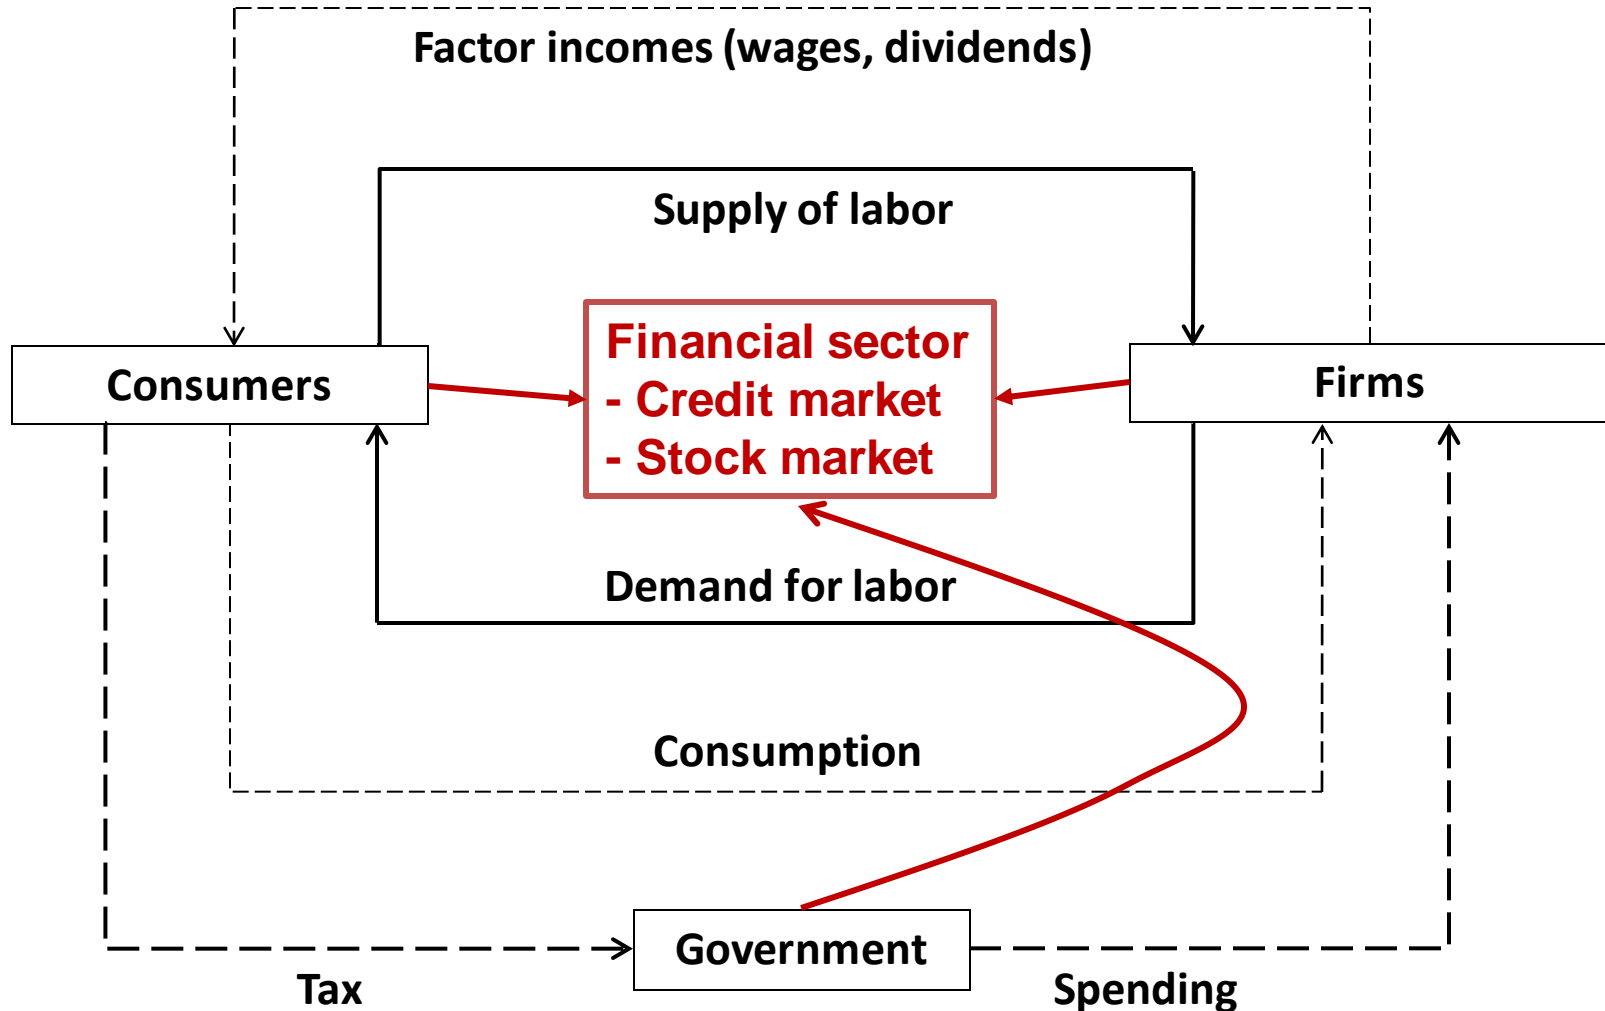 Factor incomes (wages, dividends)
Supply of labor
Financial sector
- Credit market
- Stock market
Consumers
Firms
Demand for labor
Consumption
Government
Tax
Spending